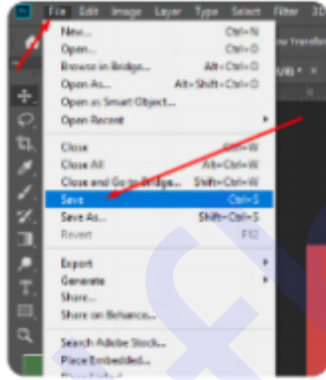 File Edit Image Layer Type Select Filter 3D
New... Ctrl+N
Open... Ctrl+O
Browse in Bridge... Alt+Ctrl+O
Open As... Alt+Shift+Ctrl+O
Open as Smart Object...
Open Recent
Close Ctrl+W
Close All Alt+Ctrl+W
Close and Go to Bridge... Shift+Ctrl+W
Save Ctrl+S
Save As... Shift+Ctrl+S
Revert F12
Export
Generate
Share...
Share on Behance...
Search Adobe Stock...
Place Embedded...